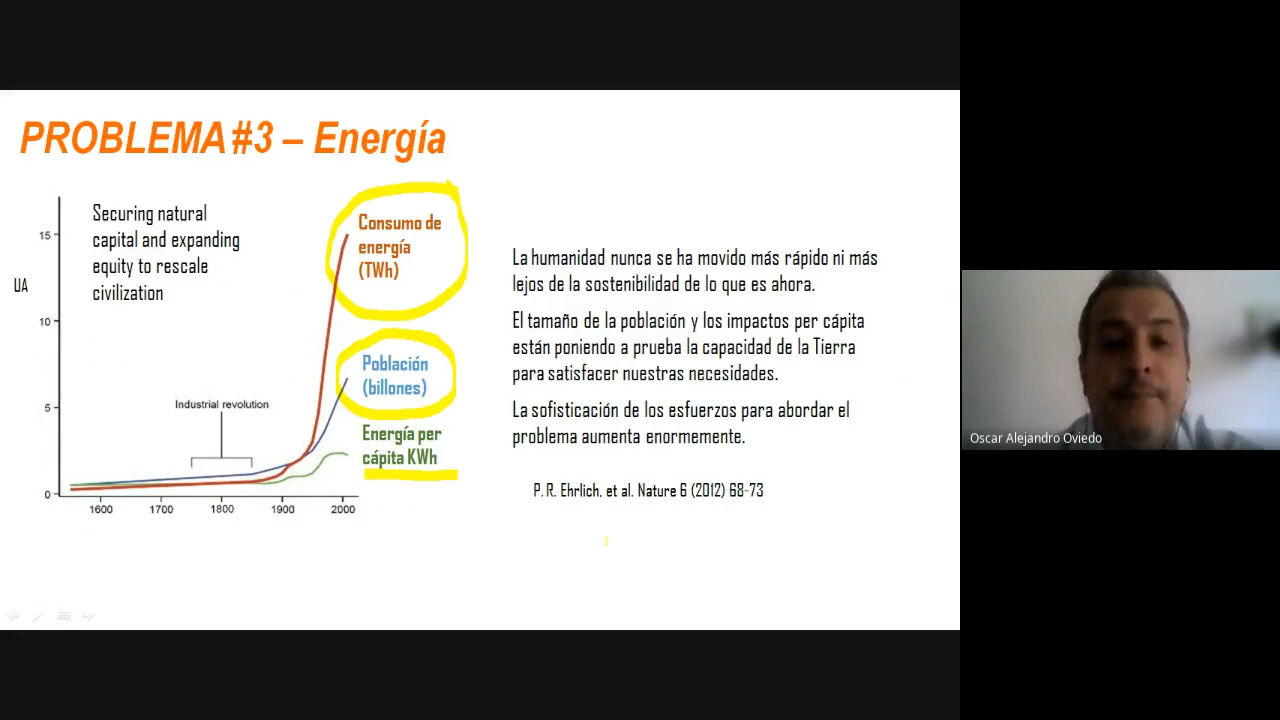 PROBLEMA #3 – Energía
Securing natural
capital and expanding
equity to rescale
civilization
15
UA
10
5
0
Industrial revolution
1600
1700
1800
1900
2000
Consumo de
energía
(TWh)
Población
(billones)
Energía per
cápita KWh
La humanidad nunca se ha movido más rápido ni más
lejos de la sostenibilidad de lo que es ahora.
El tamaño de la población y los impactos per cápita
están poniendo a prueba la capacidad de la Tierra
para satisfacer nuestras necesidades.
La sofisticación de los esfuerzos para abordar el
problema aumenta enormemente.
P. R. Ehrlich. et al. Nature 6 (2012) 68-73
Oscar Alejandro Oviedo